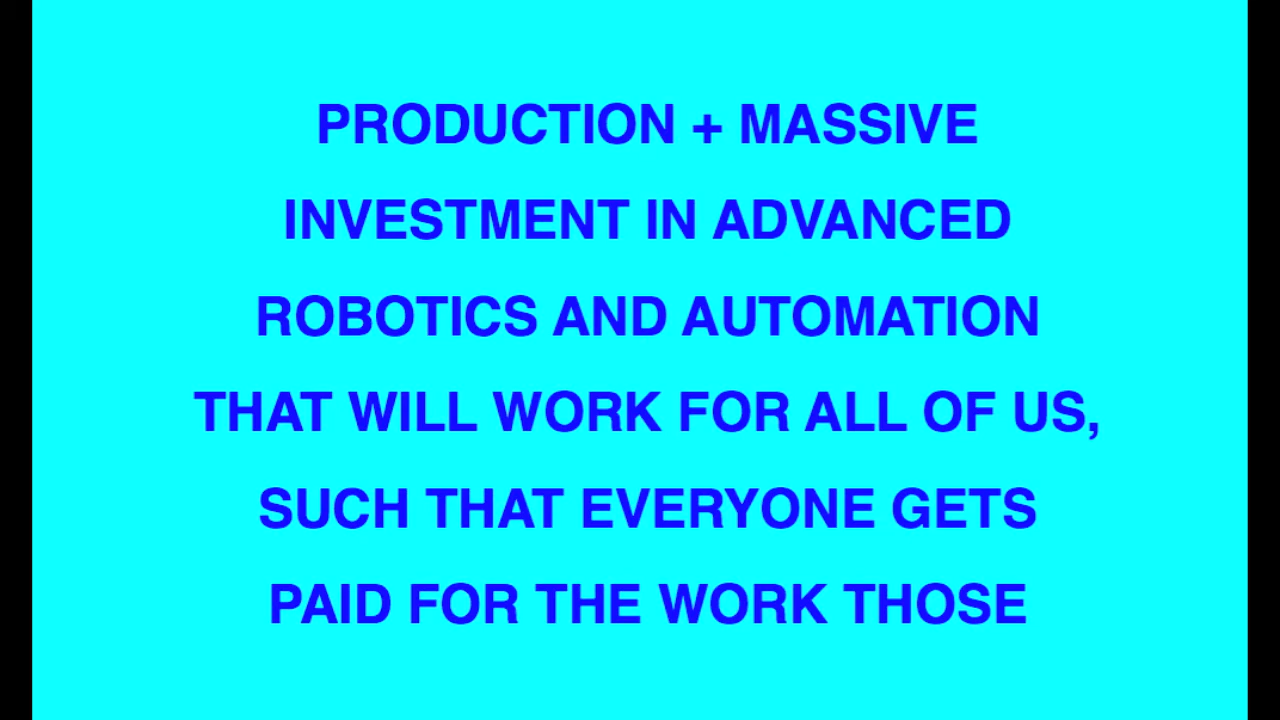 PRODUCTION + MASSIVE
INVESTMENT IN ADVANCED
ROBOTICS AND AUTOMATION
THAT WILL WORK FOR ALL OF US,
SUCH THAT EVERYONE GETS
PAID FOR THE WORK THOSE